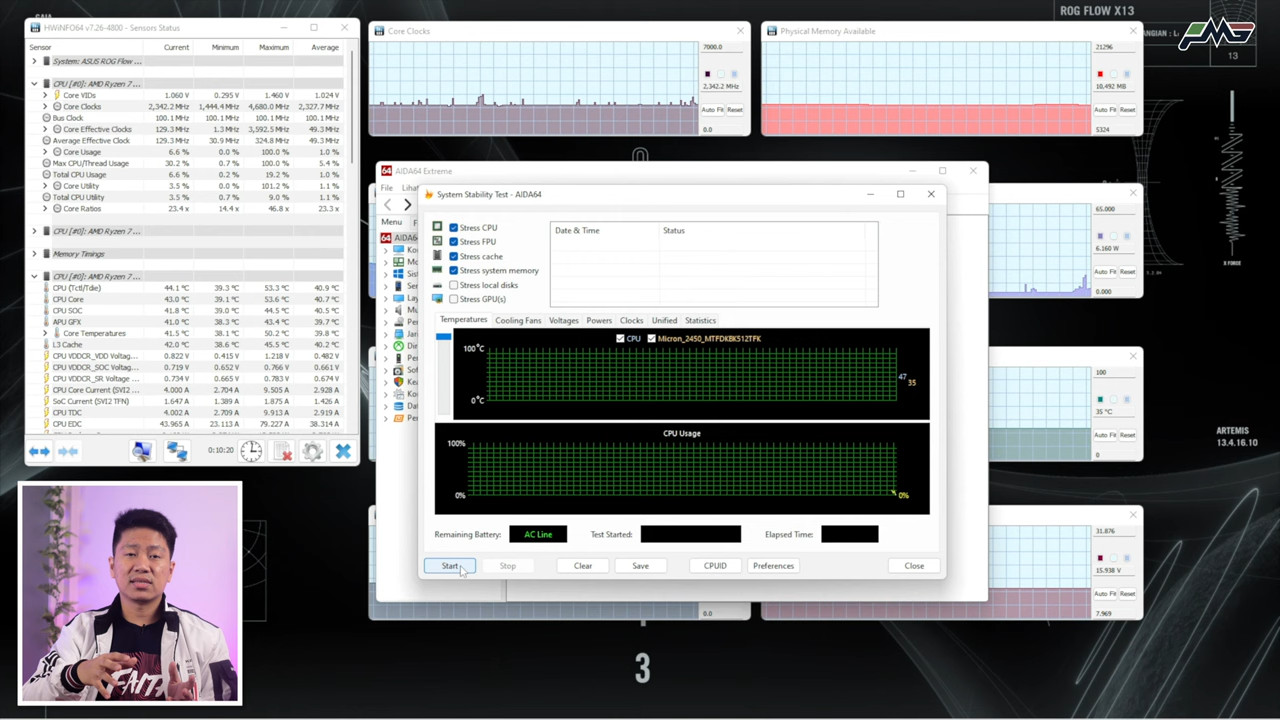 ROG FLOW X13
PMG
13
HWiNFO64 v7.26-4800 - Sensors Status
Sensor Current Minimum Maximum Average
System: ASUS ROG Flow ...
CPU [#0]: AMD Ryzen 7 ...
Core VIDs 1.060 V 0.295 V 1.460 V 1.024 V
Core Clocks 2,342.2 MHz 1,444.4 MHz 4,680.0 MHz 2,327.7 MHz
Bus Clock 100.1 MHz 100.1 MHz 100.1 MHz 100.1 MHz
Core Effective Clocks 129.3 MHz 1.3 MHz 3,592.5 MHz 49.3 MHz
Average Effective Clock 129.3 MHz 30.9 MHz 324.8 MHz 49.3 MHz
Core Usage 6.6 % 0.0 % 100.0 % 1.1 %
Max CPU/Thread Usage 30.2 % 0.7 % 100.0 % 5.4 %
Total CPU Usage 6.6 % 0.2 % 19.2 % 1.1 %
Core Utility 3.5 % 0.0 % 101.2 % 1.1 %
Total CPU Utility 3.5 % 0.7 % 9.0 % 1.1 %
Core Ratios 23.4 x 14.4 x 46.8 x 23.3 x
CPU [#0]: AMD Ryzen 7 ...
Memory Timings
CPU [#0]: AMD Ryzen 7 ...
CPU (Tctl/Tdie) 44.1 °C 39.3 °C 53.3 °C 40.9 °C
CPU Core 43.0 °C 39.1 °C 53.6 °C 40.7 °C
CPU SOC 41.8 °C 39.3 °C 44.5 °C 40.5 °C
APU GFX 41.0 °C 38.3 °C 43.4 °C 39.7 °C
Core Temperatures 41.5 °C 38.1 °C 50.2 °C 39.8 °C
L3 Cache 42.0 °C 38.6 °C 45.5 °C 40.2 °C
CPU VDDCR_VDD Voltag... 0.822 V 0.415 V 1.218 V 0.482 V
CPU VDDCR_SOC Voltag... 0.719 V 0.652 V 0.766 V 0.661 V
CPU VDDCR_SR Voltage ... 0.734 V 0.665 V 0.783 V 0.674 V
CPU Core Current (SVI2 ... 4.000 A 2.704 A 9.505 A 2.928 A
SoC Current (SVI2 TFN) 1.647 A 1.389 A 1.875 A 1.426 A
CPU TDC 4.002 A 2.709 A 9.913 A 2.919 A
CPU EDC 43.965 A 23.113 A 79.227 A 38.314 A
0:10:20
Core Clocks
7000.0
2,342.2 MHz
Auto Fit Reset
0.0
Physical Memory Available
21296
10,492 MB
Auto Fit Reset
5324
AIDA64 Extreme
File
Menu
System Stability Test - AIDA64
Stress CPU
Stress FPU
Stress cache
Stress system memory
Stress local disks
Stress GPU(s)
Date & Time Status
Temperatures Cooling Fans Voltages Powers Clocks Unified Statistics
CPU Micron_2450_MTFDKBK512TFK
100°C
47
35
0°C
CPU Usage
100%
0% 0%
Remaining Battery: AC Line Test Started: Elapsed Time:
Start Stop Clear Save CPUID Preferences Close
65.000
6.160 W
Auto Fit Reset
0.000
100
35 °C
Auto Fit Reset
0
31.876
15.938 V
Auto Fit Reset
7.969
0.0
X FORCE
ARTEMIS
13.4.16.10
3
FAITH